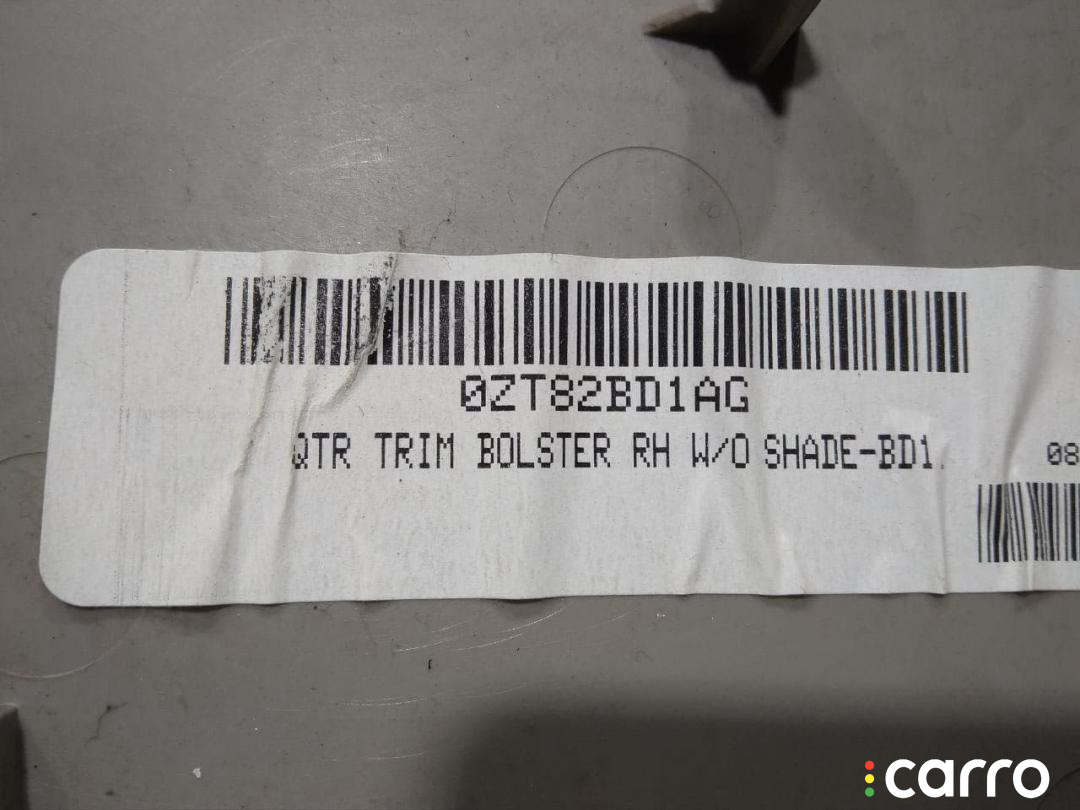 0ZT82BD1AG
QTR TRIM BOLSTER RH W/O SHADE-BD1
08
carro